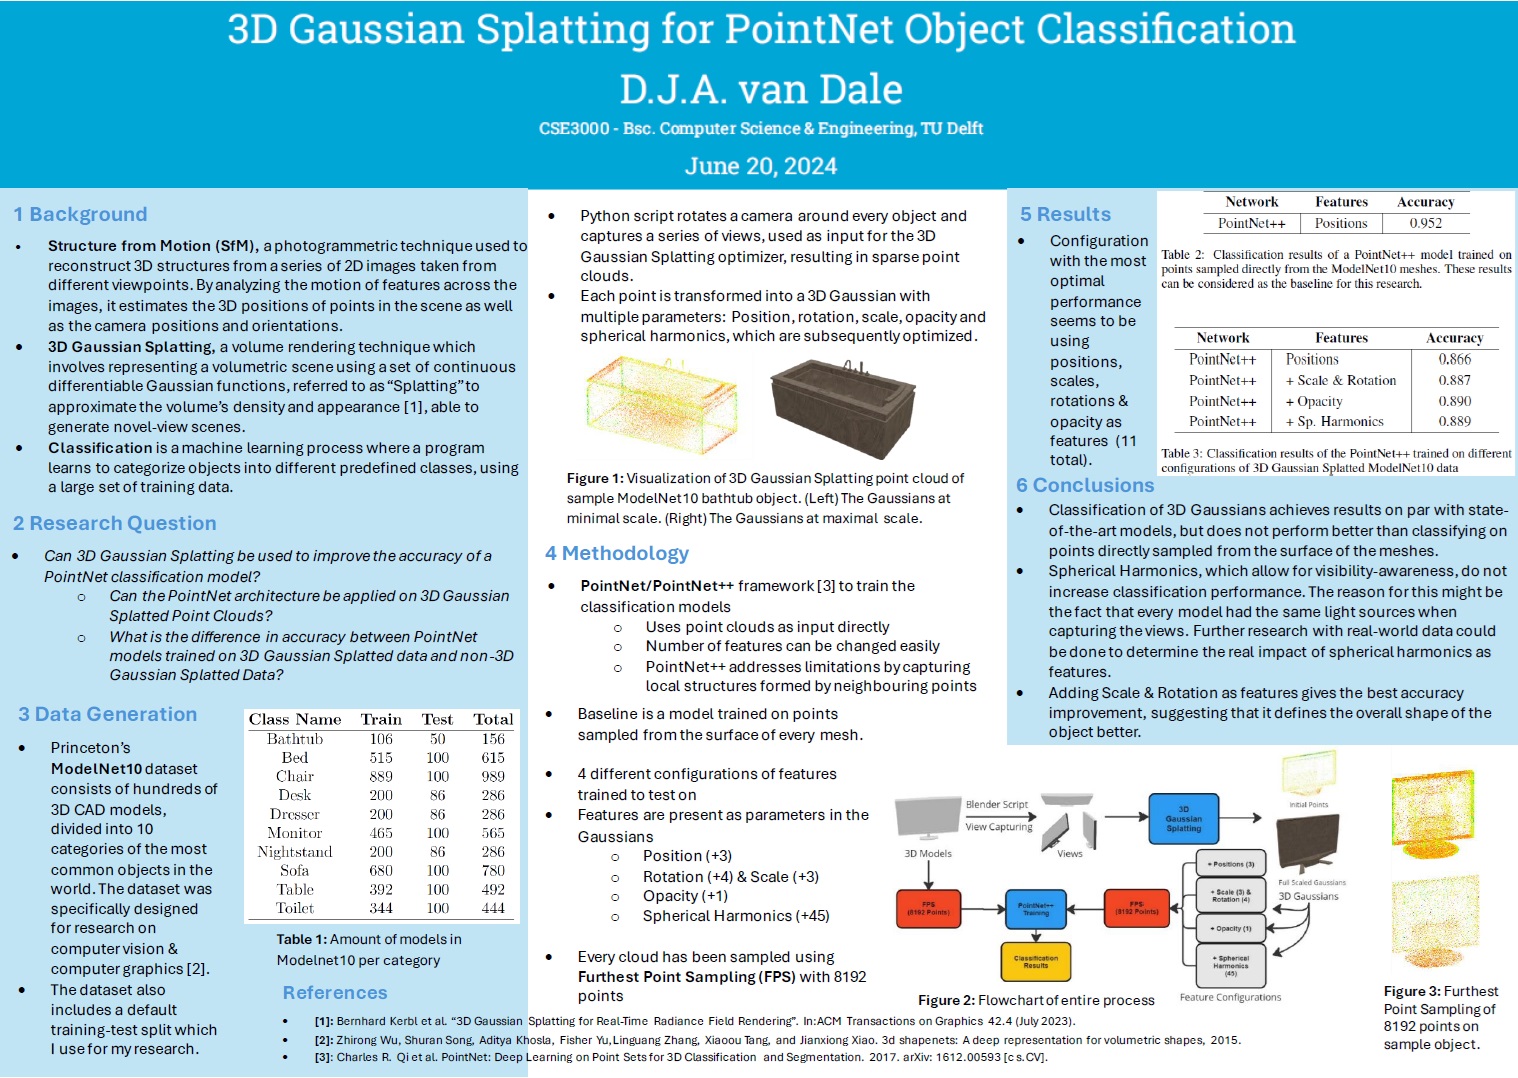 3D Gaussian Splatting for PointNet Object Classification
D.J.A. van Dale
CSE3000 - Bsc. Computer Science & Engineering, TU Delft
June 20, 2024
1 Background
• Structure from Motion (SfM), a photogrammetric technique used to
reconstruct 3D structures from a series of 2D images taken from
different viewpoints. By analyzing the motion of features across the
images, it estimates the 3D positions of points in the scene as well
as the camera positions and orientations.
• 3D Gaussian Splatting, a volume rendering technique which
involves representing a volumetric scene using a set of continuous
differentiable Gaussian functions, referred to as "Splatting" to
approximate the volume's density and appearance [1], able to
generate novel-view scenes.
• Classification is a machine learning process where a program
learns to categorize objects into different predefined classes, using
a large set of training data.
2 Research Question
• Can 3D Gaussian Splatting be used to improve the accuracy of a
PointNet classification model?
o Can the PointNet architecture be applied on 3D Gaussian
Splatted Point Clouds?
o What is the difference in accuracy between PointNet
models trained on 3D Gaussian Splatted data and non-3D
Gaussian Splatted Data?
3 Data Generation
• Princeton's
ModelNet10 dataset
consists of hundreds of
3D CAD models,
divided into 10
categories of the most
common objects in the
world. The dataset was
specifically designed
for research on
computer vision &
computer graphics [2].
• The dataset also
includes a default
training-test split which
I use for my research.
Class Name Train Test Total
Bathtub 106 50 156
Bed 515 100 615
Chair 889 100 989
Desk 200 86 286
Dresser 200 86 286
Monitor 465 100 565
Nightstand 200 86 286
Sofa 680 100 780
Table 392 100 492
Toilet 344 100 444
Table 1: Amount of models in
Modelnet10 per category
• Python script rotates a camera around every object and
captures a series of views, used as input for the 3D
Gaussian Splatting optimizer, resulting in sparse point
clouds.
• Each point is transformed into a 3D Gaussian with
multiple parameters: Position, rotation, scale, opacity and
spherical harmonics, which are subsequently optimized.
Figure 1: Visualization of 3D Gaussian Splatting point cloud of
sample ModelNet10 bathtub object. (Left) The Gaussians at
minimal scale. (Right) The Gaussians at maximal scale.
4 Methodology
• PointNet/PointNet++ framework [3] to train the
classification models
o Uses point clouds as input directly
o Number of features can be changed easily
o PointNet++ addresses limitations by capturing
local structures formed by neighbouring points
• Baseline is a model trained on points
sampled from the surface of every mesh.
• 4 different configurations of features
trained to test on
• Features are present as parameters in the
Gaussians
o Position (+3)
o Rotation (+4) & Scale (+3)
o Opacity (+1)
o Spherical Harmonics (+45)
• Every cloud has been sampled using
Furthest Point Sampling (FPS) with 8192
points
5 Results
• Configuration
with the most
optimal
performance
seems to be
using
positions,
scales,
rotations &
opacity as
features (11
total).
Network Features Accuracy
PointNet++ Positions 0.952
Table 2: Classification results of a PointNet++ model trained on
points sampled directly from the ModelNet10 meshes. These results
can be considered as the baseline for this research.
Network Features Accuracy
PointNet++ Positions 0.866
PointNet++ + Scale & Rotation 0.887
PointNet++ + Opacity 0.890
PointNet++ + Sp. Harmonics 0.889
Table 3: Classification results of the PointNet++ trained on different
configurations of 3D Gaussian Splatted ModelNet10 data
6 Conclusions
• Classification of 3D Gaussians achieves results on par with state-
of-the-art models, but does not perform better than classifying on
points directly sampled from the surface of the meshes.
• Spherical Harmonics, which allow for visibility-awareness, do not
increase classification performance. The reason for this might be
the fact that every model had the same light sources when
capturing the views. Further research with real-world data could
be done to determine the real impact of spherical harmonics as
features.
• Adding Scale & Rotation as features gives the best accuracy
improvement, suggesting that it defines the overall shape of the
object better.
3D Models
Blender Script
View Capturing
Views
3D
Gaussian
Splatting
Initial Points
Full Scaled Gaussians
3D Gaussians
+ Positions (3)
+ Scale (3) &
Rotation (4)
+ Opacity (1)
+ Spherical
Harmonics
(45)
Feature Configurations
FPS
(8192 Points)
PointNet++
Training
FPS
(8192 Points)
Classification
Results
Figure 2: Flowchart of entire process
Figure 3: Furthest
Point Sampling of
8192 points on
sample object.
References
• [1]: Bernhard Kerbl et al. "3D Gaussian Splatting for Real-Time Radiance Field Rendering". In:ACM Transactions on Graphics 42.4 (July 2023).
• [2]: Zhirong Wu, Shuran Song, Aditya Khosla, Fisher Yu,Linguang Zhang, Xiaoou Tang, and Jianxiong Xiao. 3d shapenets: A deep representation for volumetric shapes, 2015.
• [3]: Charles R. Qi et al. PointNet: Deep Learning on Point Sets for 3D Classification and Segmentation. 2017. arXiv: 1612.00593 [cs.CV].